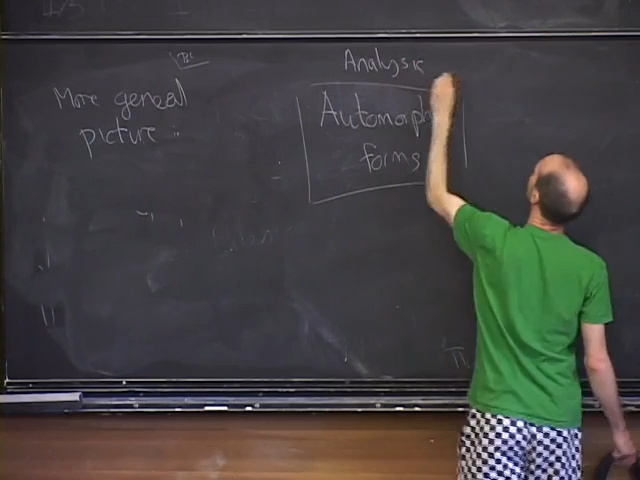 More general
picture
Analysis
Automorph
forms
π